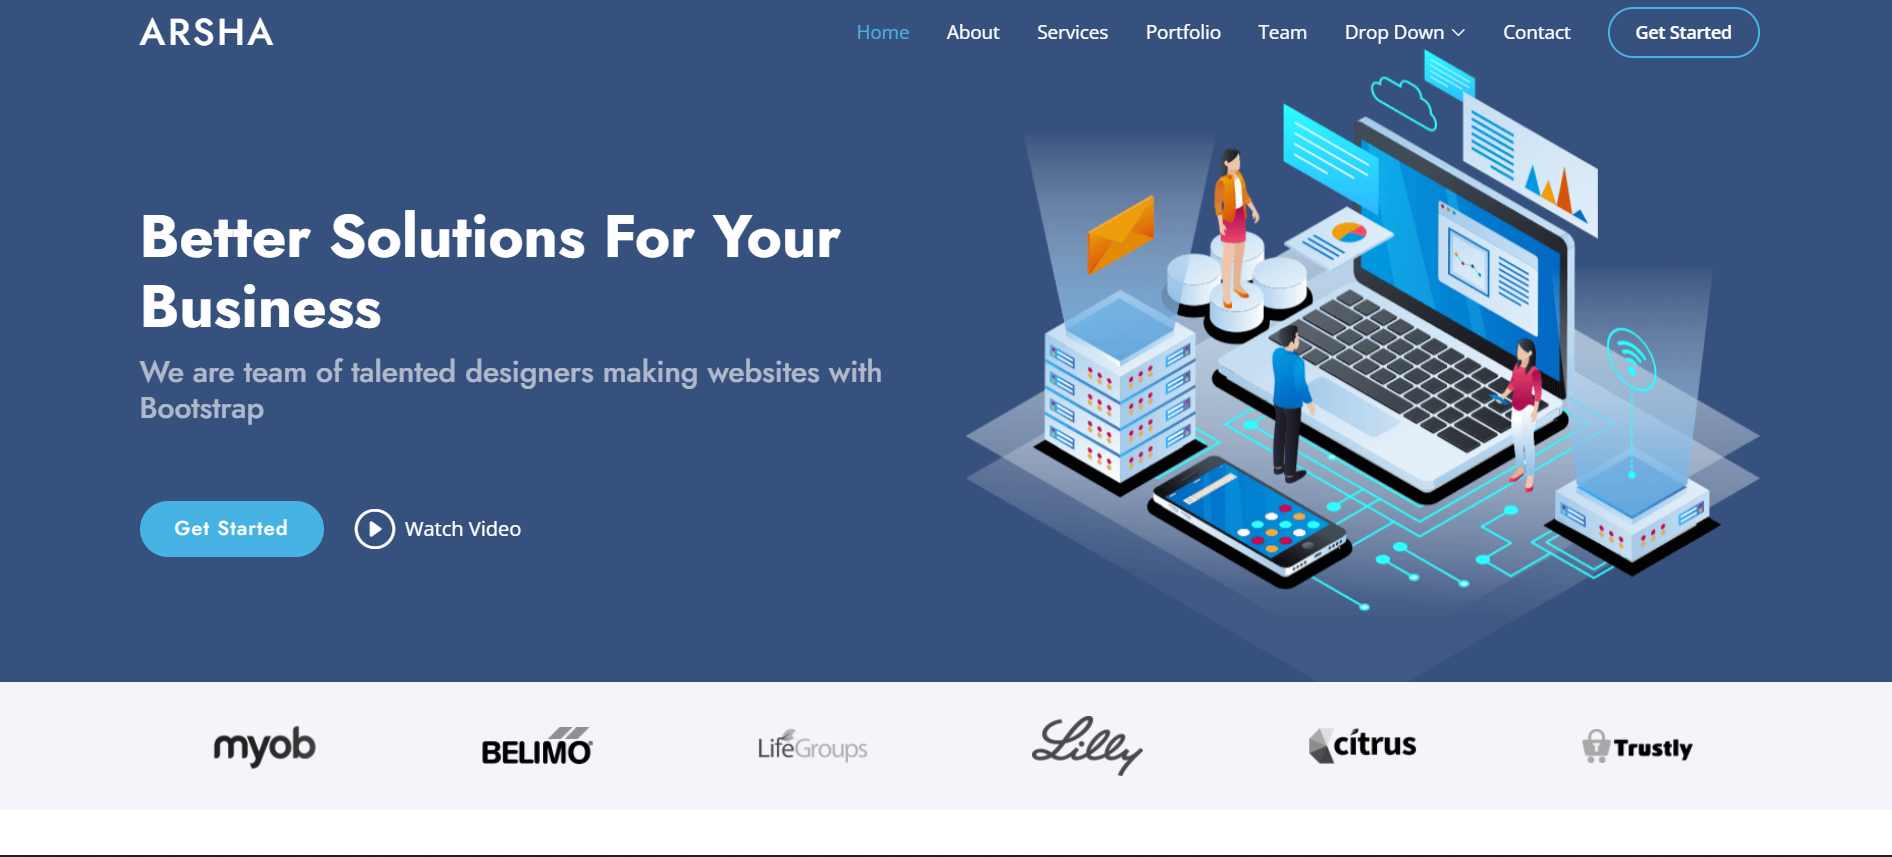 ARSHA
Home About Services Portfolio Team Drop Down Contact Get Started
Better Solutions For Your
Business
We are team of talented designers making websites with
Bootstrap
Get Started Watch Video
myob BELIMO LifeGroups Lilly citrus Trustly